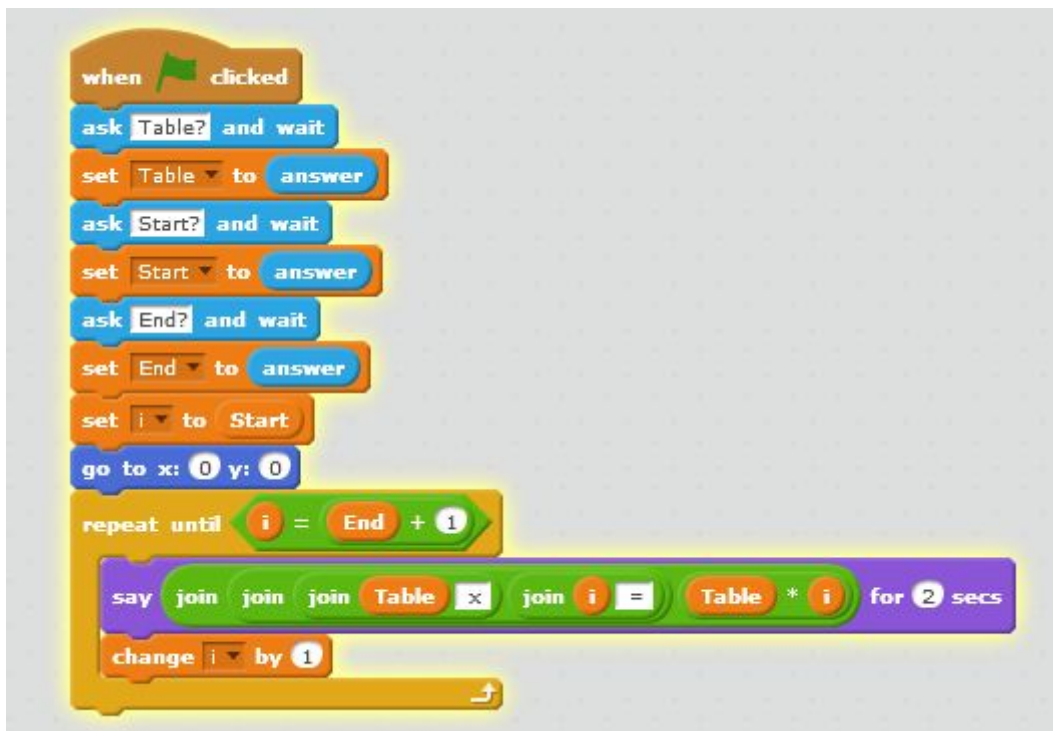 when clicked
ask Table? and wait
set Table to answer
ask Start? and wait
set Start to answer
ask End? and wait
set End to answer
set i to Start
go to x: 0 y: 0
repeat until i = End + 1
say join join join Table x join i = Table * i for 2 secs
change i by 1